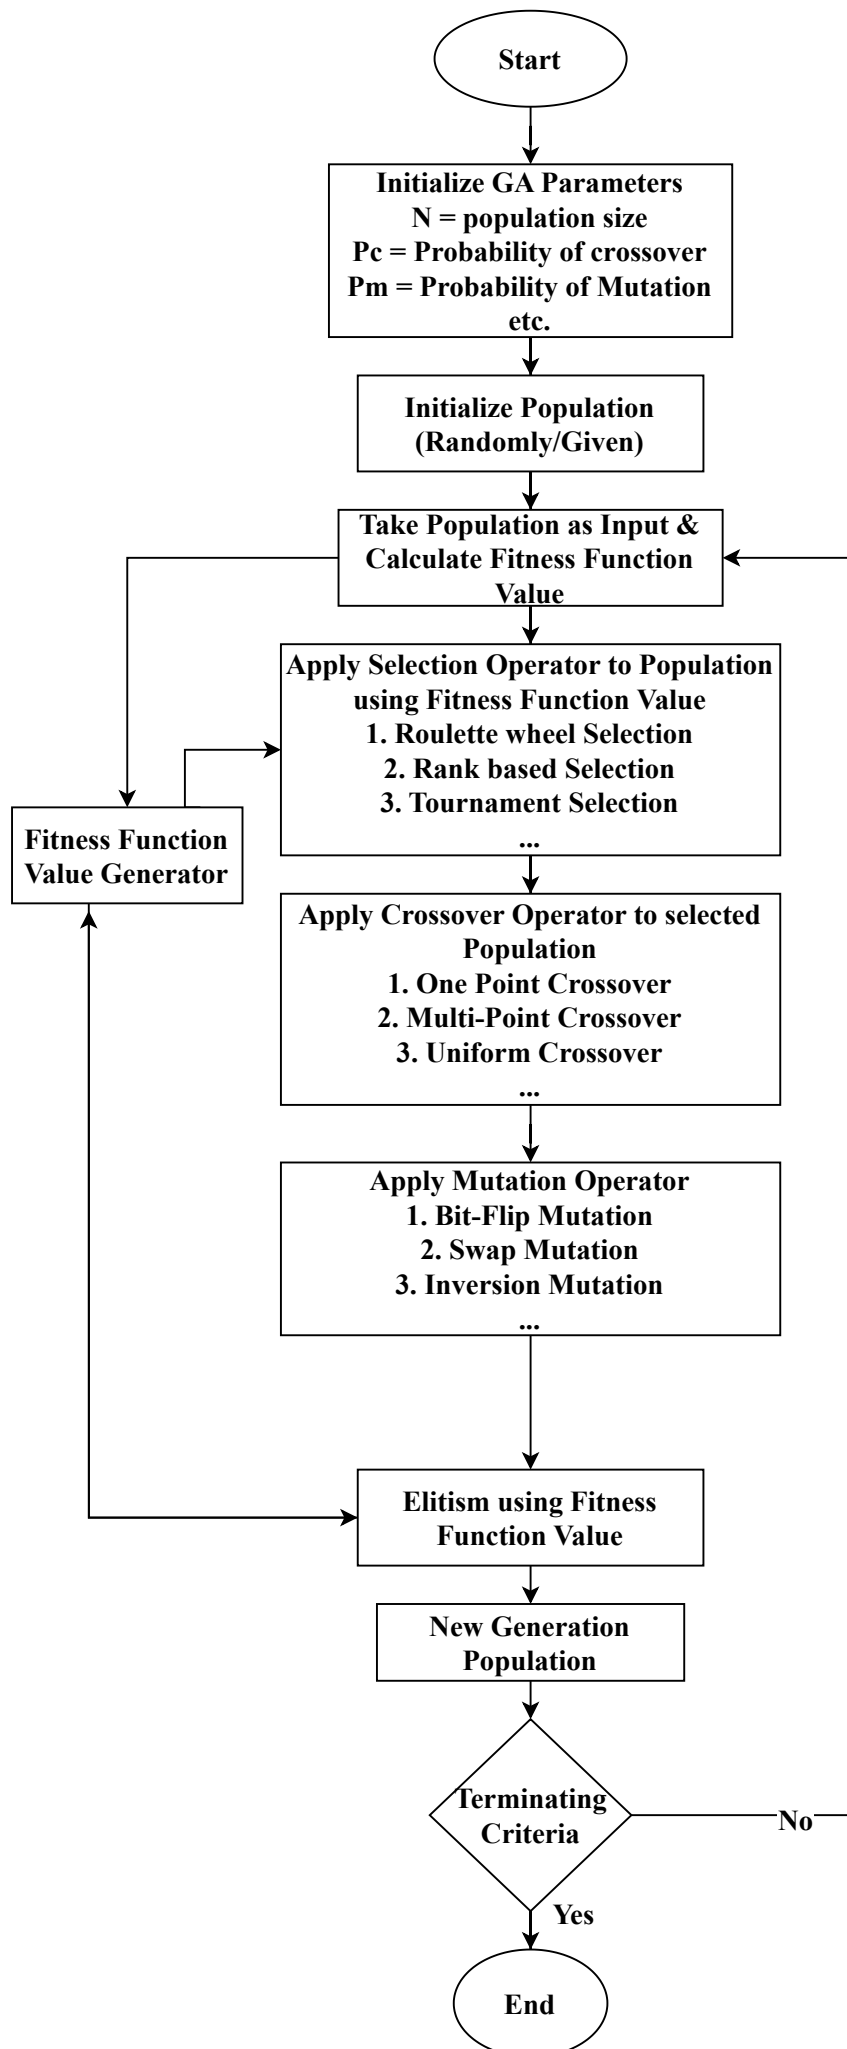 Start
Initialize GA Parameters
N = population size
Pc = Probability of crossover
Pm = Probability of Mutation
etc.
Initialize Population
(Randomly/Given)
Take Population as Input &
Calculate Fitness Function
Value
Apply Selection Operator to Population
using Fitness Function Value
1. Roulette wheel Selection
2. Rank based Selection
3. Tournament Selection
...
Fitness Function
Value Generator
Apply Crossover Operator to selected
Population
1. One Point Crossover
2. Multi-Point Crossover
3. Uniform Crossover
...
Apply Mutation Operator
1. Bit-Flip Mutation
2. Swap Mutation
3. Inversion Mutation
...
Elitism using Fitness
Function Value
New Generation
Population
Terminating
Criteria
No
Yes
End